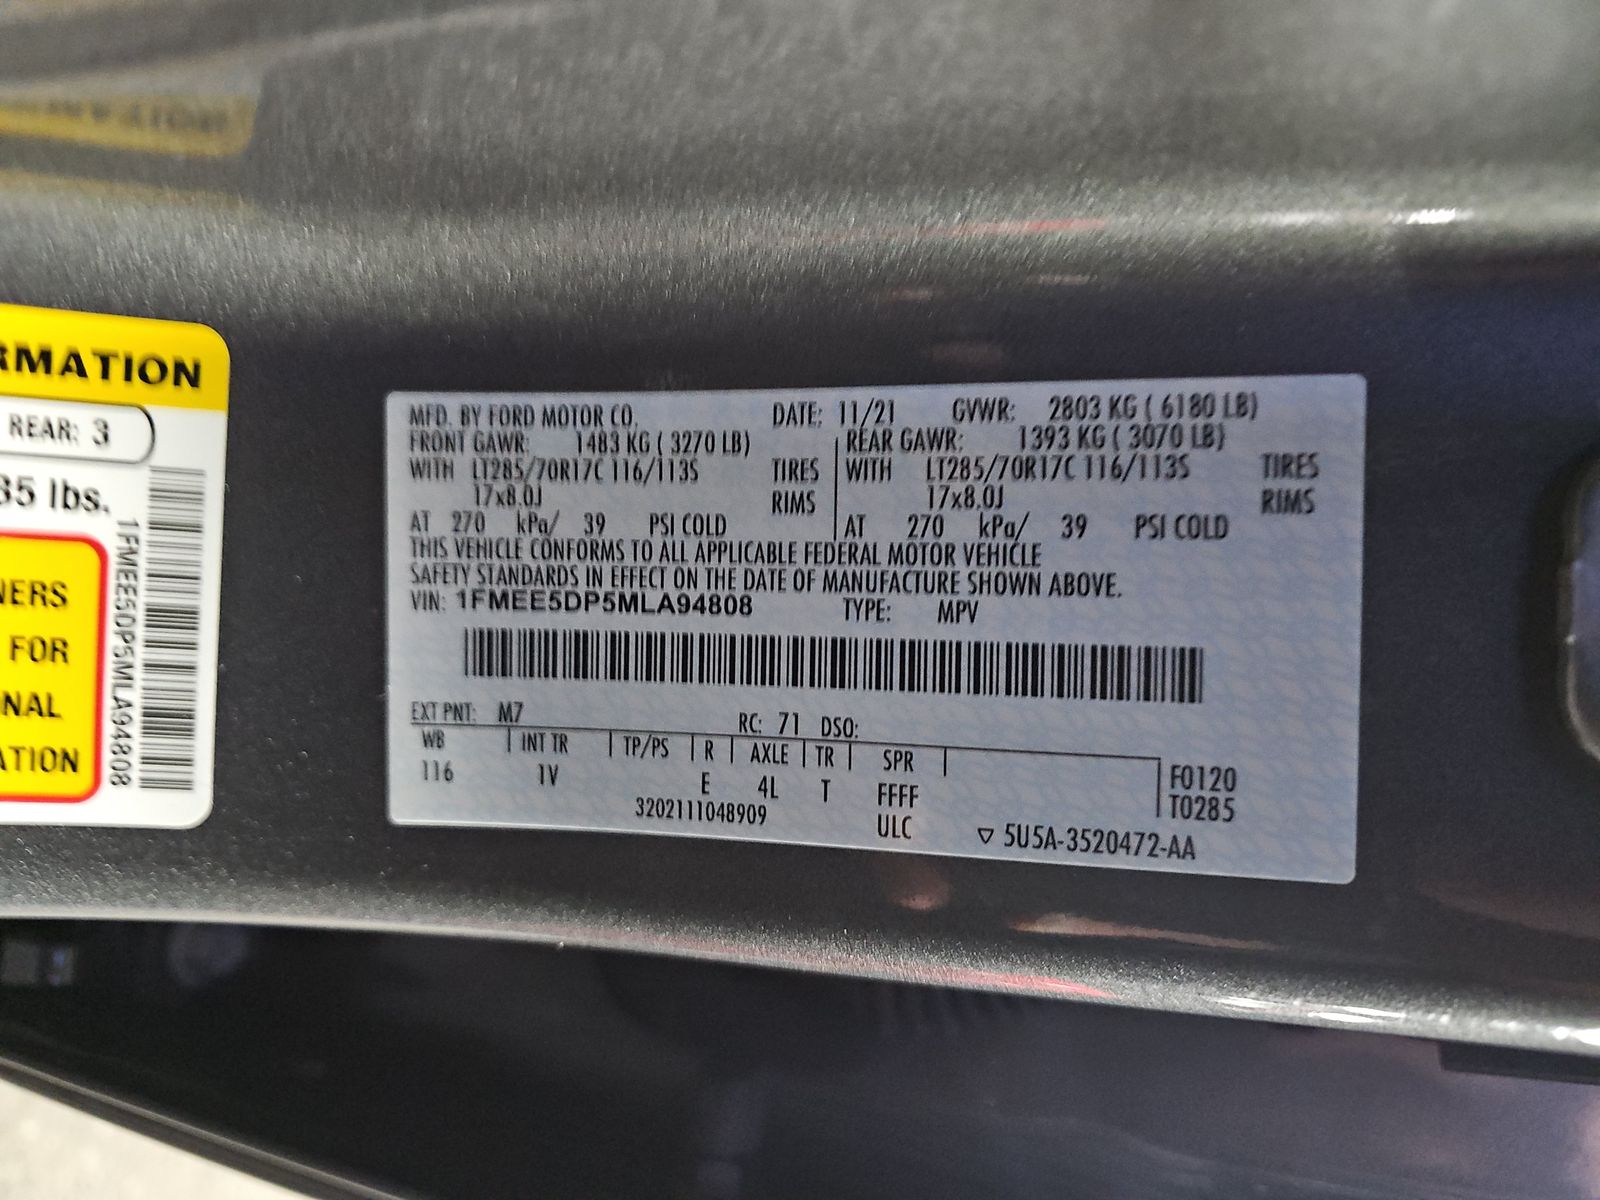 RMATION
REAR: 3
35 lbs.
1FMEE5DP5MLA94808
NERS
FOR
NAL
ATION
MFD. BY FORD MOTOR CO. DATE: 11/21 GVWR: 2803 KG ( 6180 LB)
FRONT GAWR: 1483 KG ( 3270 LB) REAR GAWR: 1393 KG ( 3070 LB)
WITH LT285/70R17C 116/113S TIRES WITH LT285/70R17C 116/113S TIRES
17x8.0J RIMS 17x8.0J RIMS
AT 270 kPa/ 39 PSI COLD AT 270 kPa/ 39 PSI COLD
THIS VEHICLE CONFORMS TO ALL APPLICABLE FEDERAL MOTOR VEHICLE
SAFETY STANDARDS IN EFFECT ON THE DATE OF MANUFACTURE SHOWN ABOVE.
VIN: 1FMEE5DP5MLA94808 TYPE: MPV
EXT PNT: M7 RC: 71 DSO:
WB INT TR TP/PS R AXLE TR SPR
116 1V E 4L T FFFF F0120
3202111048909 ULC T0285
▽ 5U5A-3520472-AA